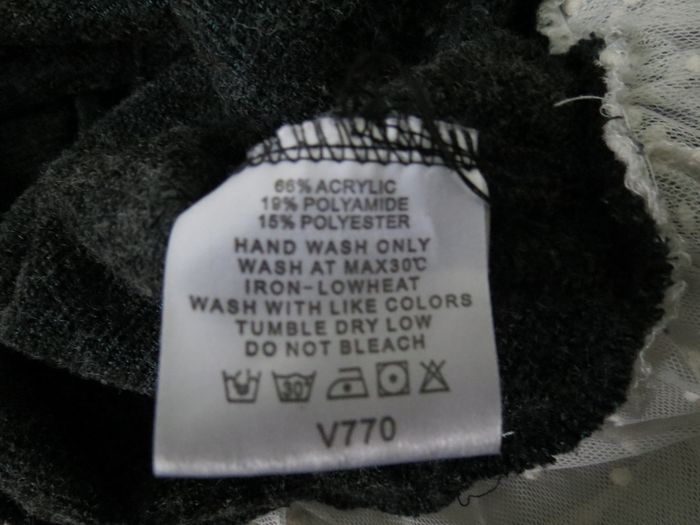 66% ACRYLIC
19% POLYAMIDE
15% POLYESTER
HAND WASH ONLY
WASH AT MAX30℃
IRON-LOWHEAT
WASH WITH LIKE COLORS
TUMBLE DRY LOW
DO NOT BLEACH
30°
V770